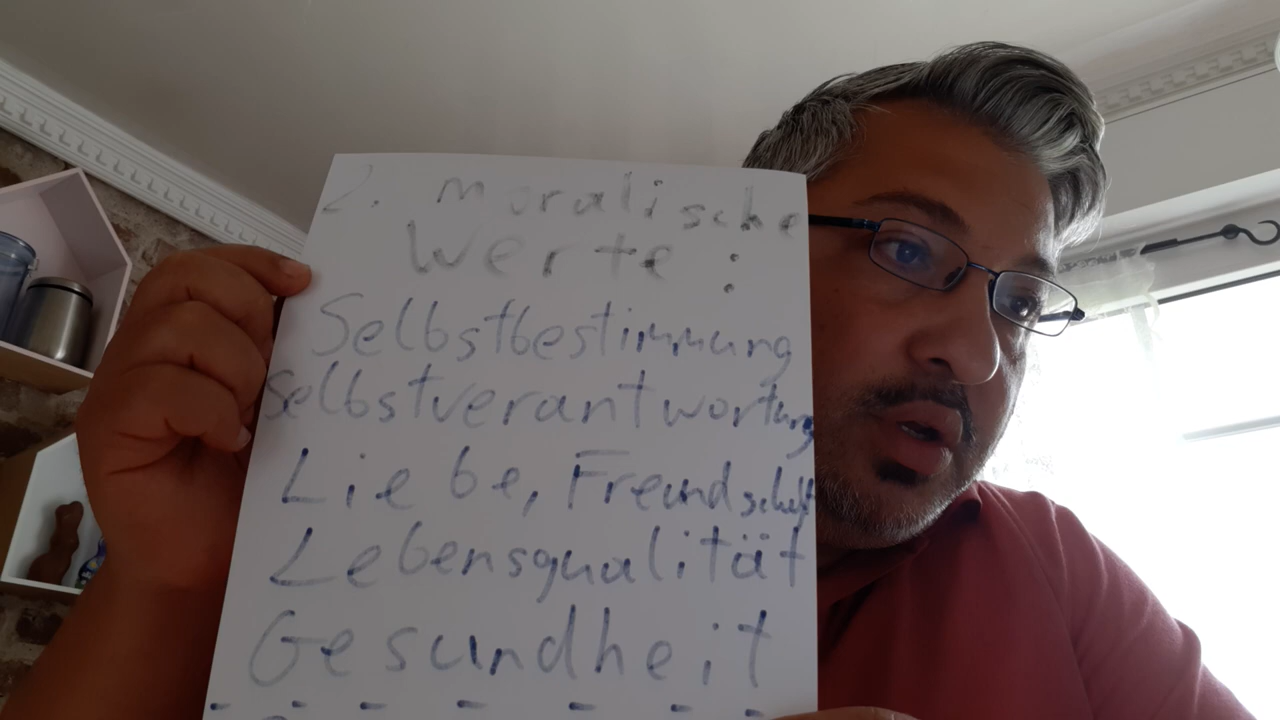 2. moralische
Werte:
Selbstbestimmung
Selbstverantwortung
Liebe, Freundschaft
Lebensqualität
Gesundheit